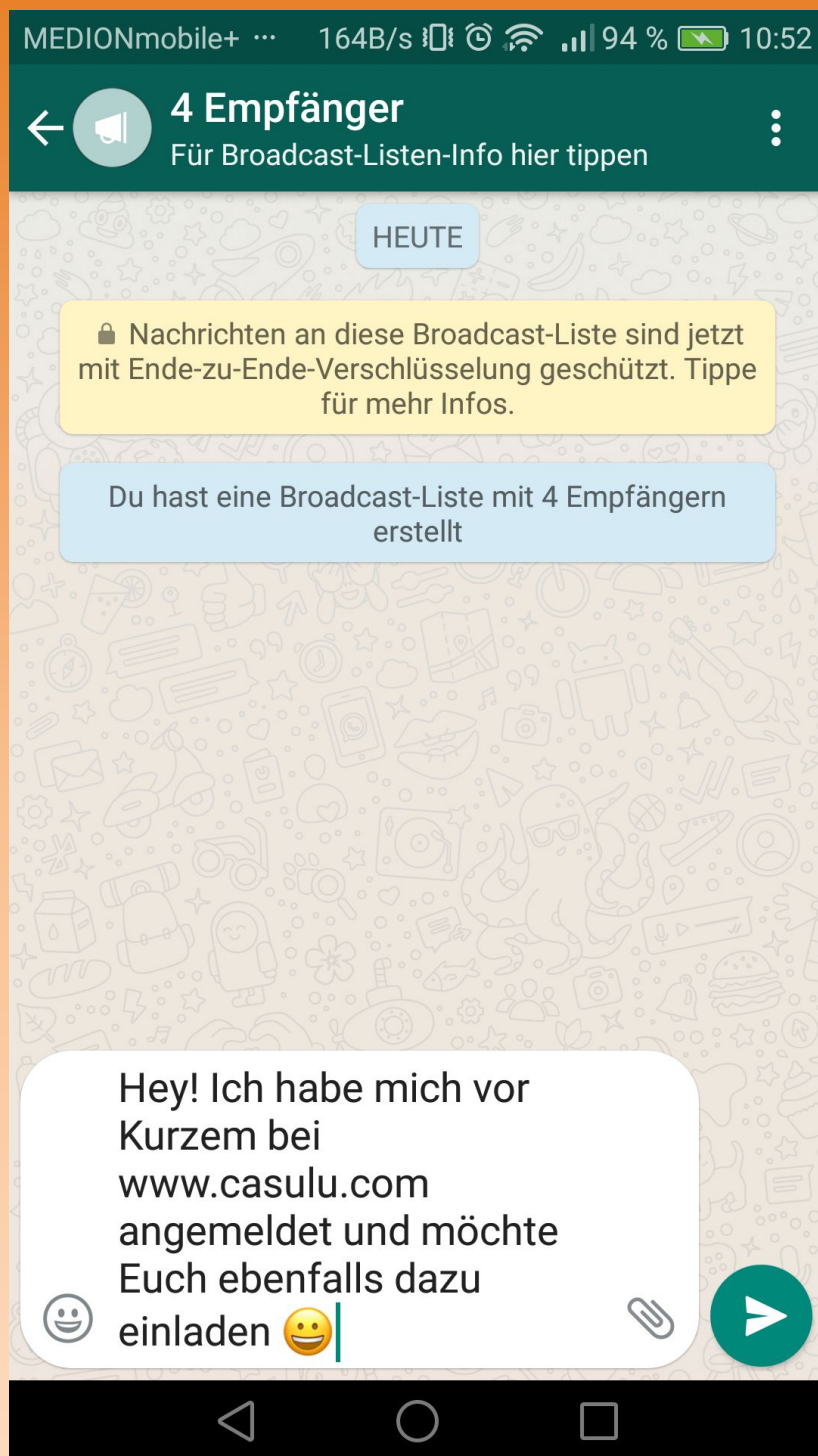 MEDIONmobile+ ··· 164B/s 94 % 10:52
4 Empfänger
Für Broadcast-Listen-Info hier tippen
HEUTE
Nachrichten an diese Broadcast-Liste sind jetzt
mit Ende-zu-Ende-Verschlüsselung geschützt. Tippe
für mehr Infos.
Du hast eine Broadcast-Liste mit 4 Empfängern
erstellt
Hey! Ich habe mich vor
Kurzem bei
www.casulu.com
angemeldet und möchte
Euch ebenfalls dazu
einladen 😀